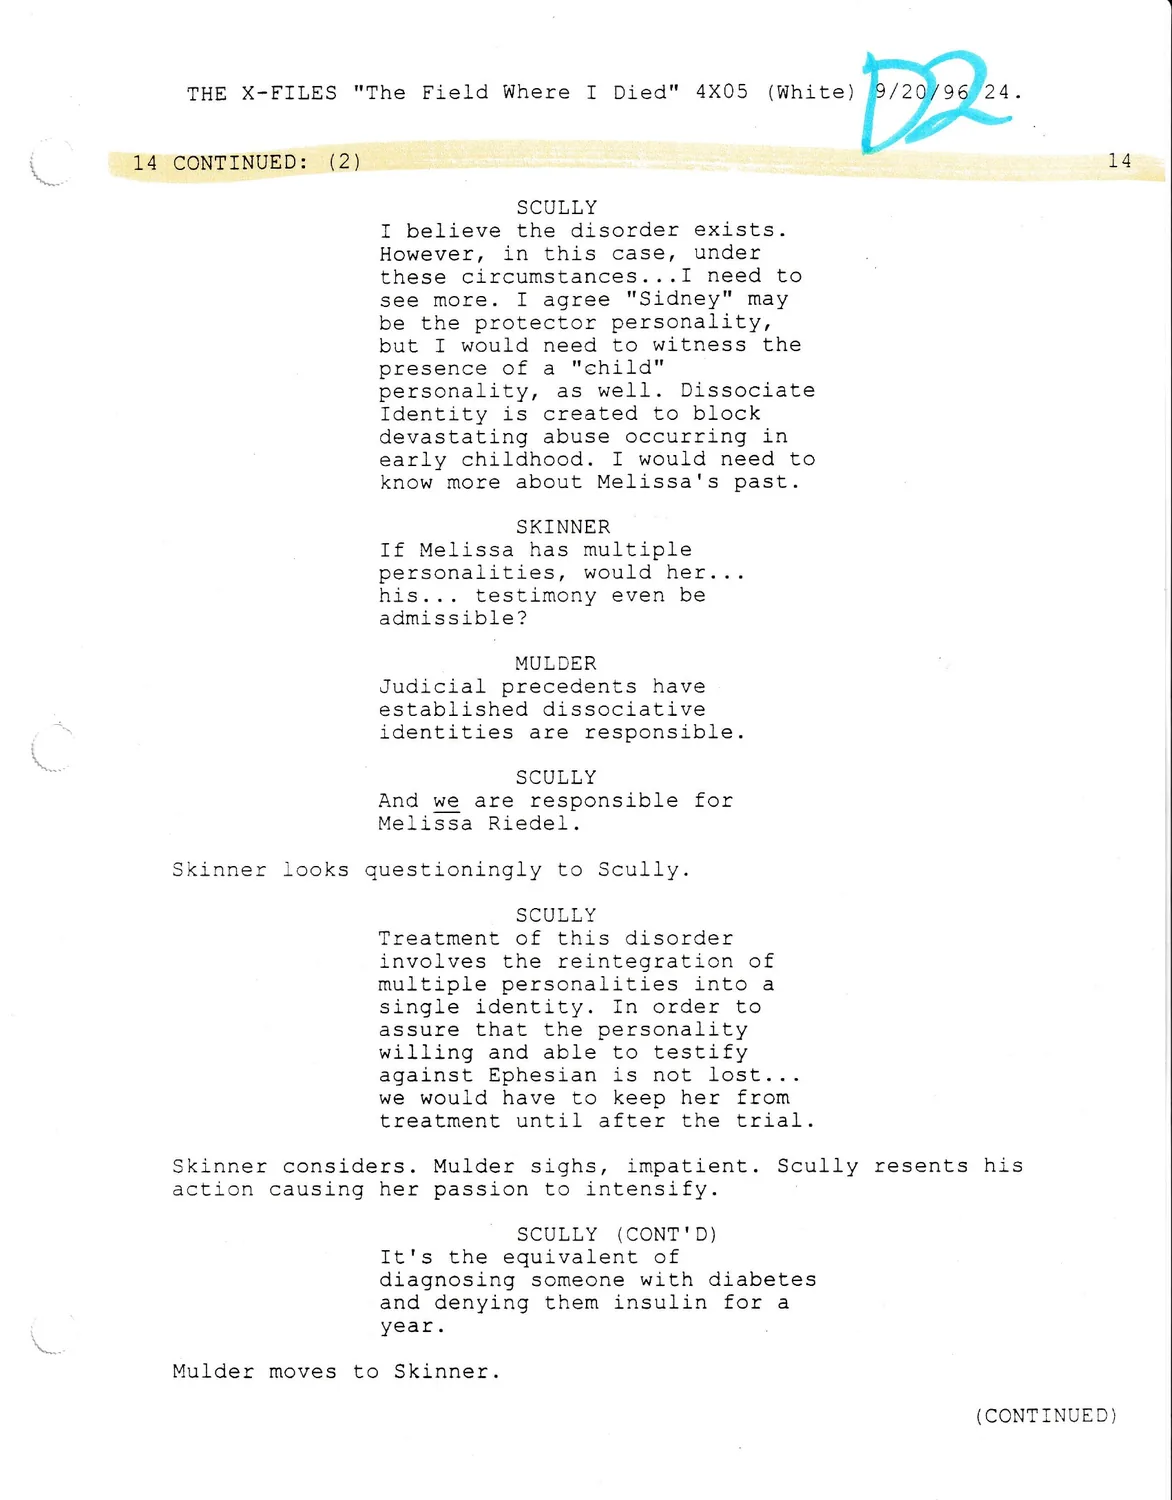 THE X-FILES "The Field Where I Died" 4X05 (White) 9/20/96 24.
D2
14 CONTINUED: (2) 14
SCULLY
I believe the disorder exists.
However, in this case, under
these circumstances...I need to
see more. I agree "Sidney" may
be the protector personality,
but I would need to witness the
presence of a "child"
personality, as well. Dissociate
Identity is created to block
devastating abuse occurring in
early childhood. I would need to
know more about Melissa's past.
SKINNER
If Melissa has multiple
personalities, would her...
his... testimony even be
admissible?
MULDER
Judicial precedents have
established dissociative
identities are responsible.
SCULLY
And we are responsible for
Melissa Riedel.
Skinner looks questioningly to Scully.
SCULLY
Treatment of this disorder
involves the reintegration of
multiple personalities into a
single identity. In order to
assure that the personality
willing and able to testify
against Ephesian is not lost...
we would have to keep her from
treatment until after the trial.
Skinner considers. Mulder sighs, impatient. Scully resents his
action causing her passion to intensify.
SCULLY (CONT'D)
It's the equivalent of
diagnosing someone with diabetes
and denying them insulin for a
year.
Mulder moves to Skinner.
(CONTINUED)